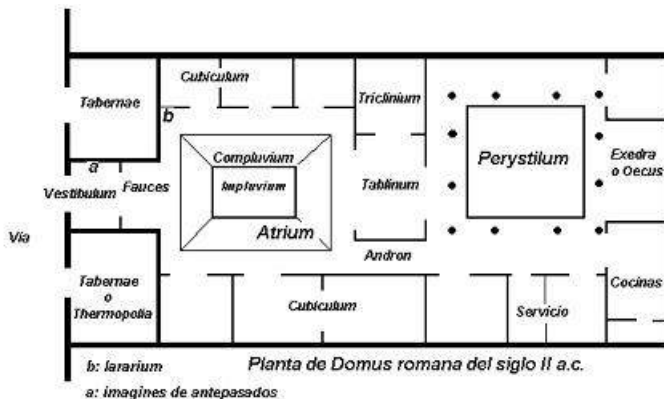 Cubiculum
Triclinium
Tabernae
b
a
Compluvium
Impluvium
Atrium
Vestibulum
Fauces
Tablinum
Perystilum
Exedra
o Oecus
Vía
Andron
Tabernae
o
Thermopolia
Cubiculum
Servicio
Cocinas
b: lararium
Planta de Domus romana del siglo II a.c.
a: imagines de antepasados